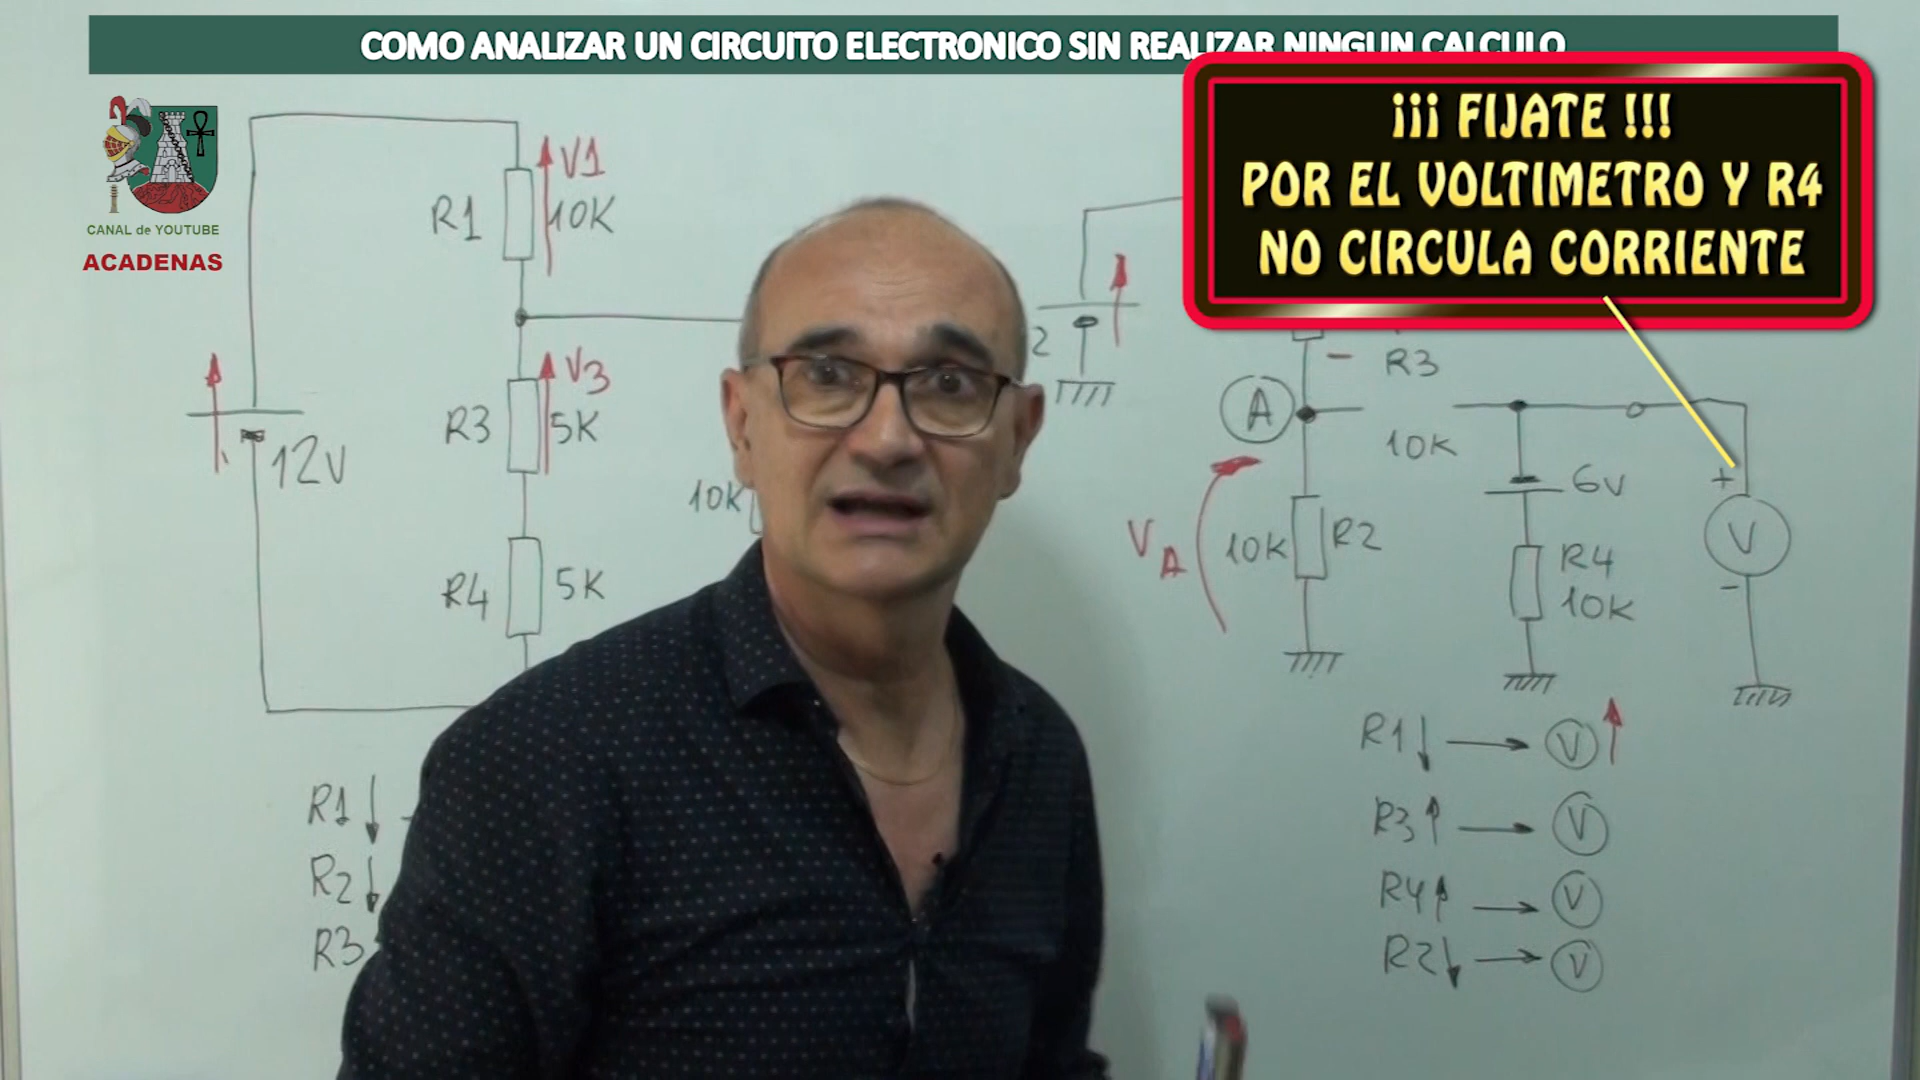 COMO ANALIZAR UN CIRCUITO ELECTRONICO SIN REALIZAR NINGUN CALCULO
¡¡¡ FIJATE !!!
POR EL VOLTIMETRO Y R4
NO CIRCULA CORRIENTE
CANAL de YOUTUBE
ACADENAS
V1
R1
10K
V3
R3
5K
12V
R4
5K
10K
2
R3
A
10K
VA
10K
R2
6V
R4
10K
+
V
-
R1↓ → V ↑
R3↑ → V
R4↑ → V
R2↓ → V
R1↓
R2↓
R3